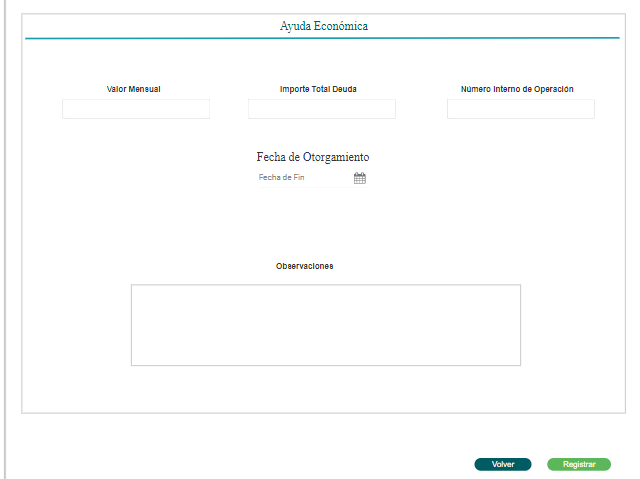 Ayuda Económica
Valor Mensual
Importe Total Deuda
Número Interno de Operación
Fecha de Otorgamiento
Fecha de Fin
Observaciones
Volver
Registrar